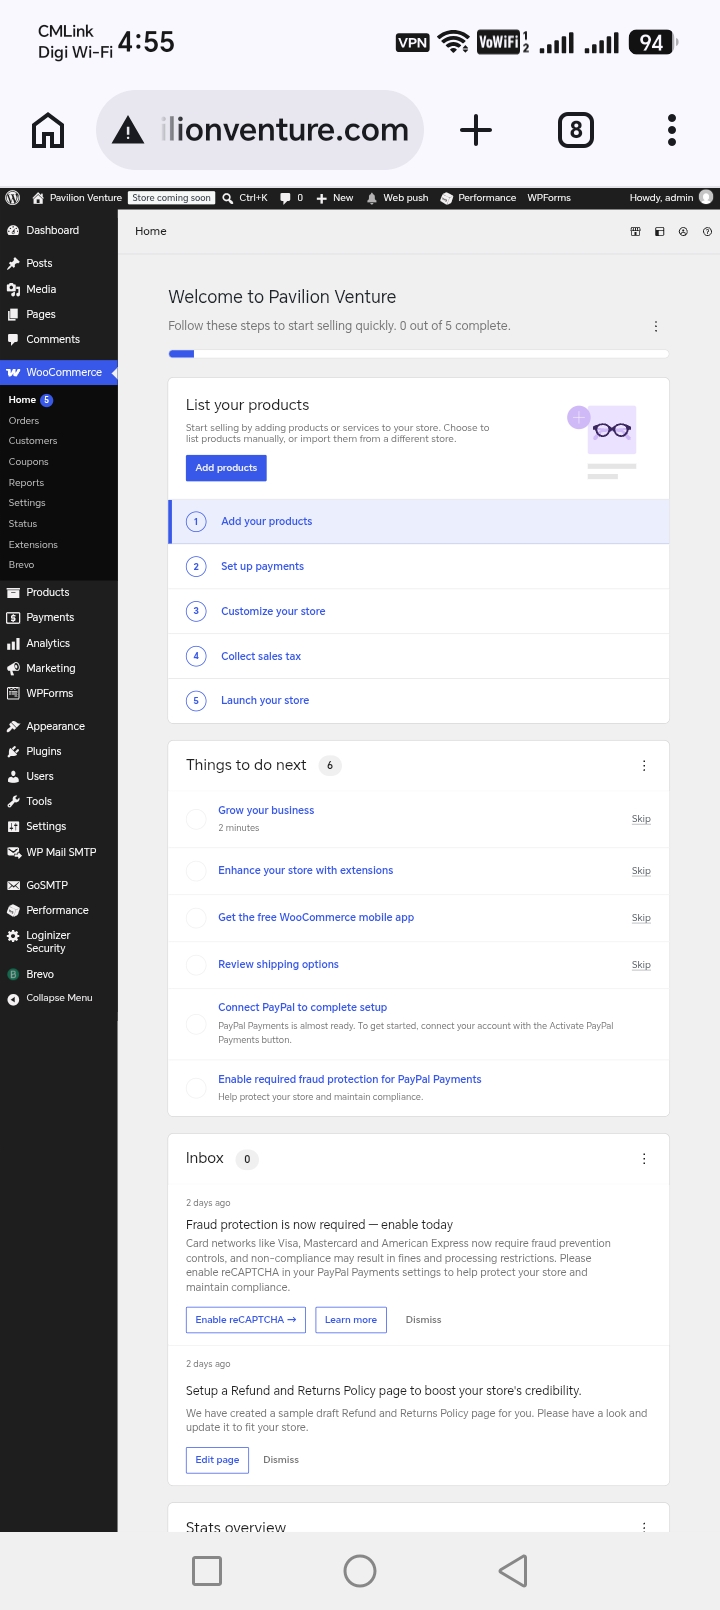 CMLink
Digi Wi-Fi 4:55 VPN VoWiFi 1 2 94
ilionventure.com 8
Pavilion Venture Store coming soon Ctrl+K 0 New Web push Performance WPForms Howdy, admin
Dashboard
Posts
Media
Pages
Comments
WooCommerce
Home 5
Orders
Customers
Coupons
Reports
Settings
Status
Extensions
Brevo
Products
Payments
Analytics
Marketing
WPForms
Appearance
Plugins
Users
Tools
Settings
WP Mail SMTP
GoSMTP
Performance
Loginizer
Security
Brevo
Collapse Menu
Home
Welcome to Pavilion Venture
Follow these steps to start selling quickly. 0 out of 5 complete.
List your products
Start selling by adding products or services to your store. Choose to
list products manually, or import them from a different store.
Add products
1 Add your products
2 Set up payments
3 Customize your store
4 Collect sales tax
5 Launch your store
Things to do next 6
Grow your business
2 minutes
Skip
Enhance your store with extensions Skip
Get the free WooCommerce mobile app Skip
Review shipping options Skip
Connect PayPal to complete setup
PayPal Payments is almost ready. To get started, connect your account with the Activate PayPal
Payments button.
Enable required fraud protection for PayPal Payments
Help protect your store and maintain compliance.
Inbox 0
2 days ago
Fraud protection is now required — enable today
Card networks like Visa, Mastercard and American Express now require fraud prevention
controls, and non-compliance may result in fines and processing restrictions. Please
enable reCAPTCHA in your PayPal Payments settings to help protect your store and
maintain compliance.
Enable reCAPTCHA → Learn more Dismiss
2 days ago
Setup a Refund and Returns Policy page to boost your store's credibility.
We have created a sample draft Refund and Returns Policy page for you. Please have a look and
update it to fit your store.
Edit page Dismiss
Stats overview